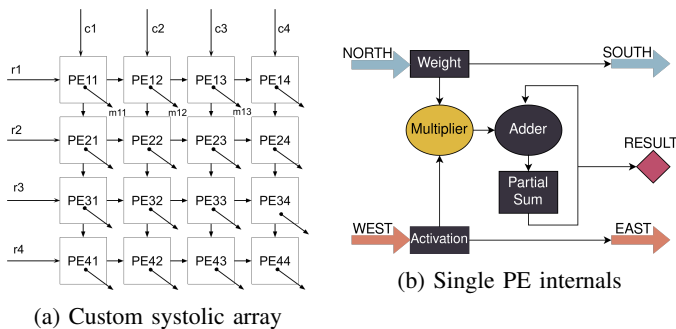 c1 c2 c3 c4
r1 PE11 PE12 PE13 PE14
m11 m12 m13
r2 PE21 PE22 PE23 PE24
r3 PE31 PE32 PE33 PE34
r4 PE41 PE42 PE43 PE44
(a) Custom systolic array
NORTH Weight SOUTH
Multiplier Adder
RESULT
Partial
Sum
WEST Activation EAST
(b) Single PE internals